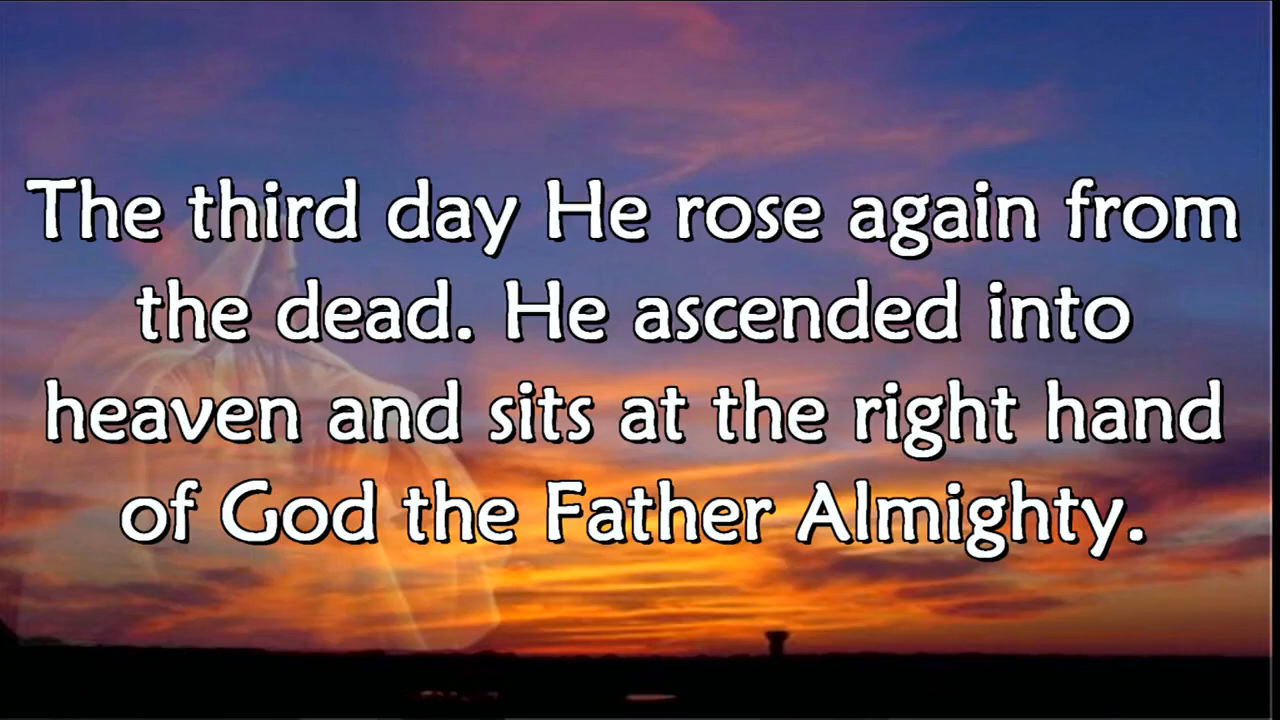 The third day He rose again from
the dead. He ascended into
heaven and sits at the right hand
of God the Father Almighty.